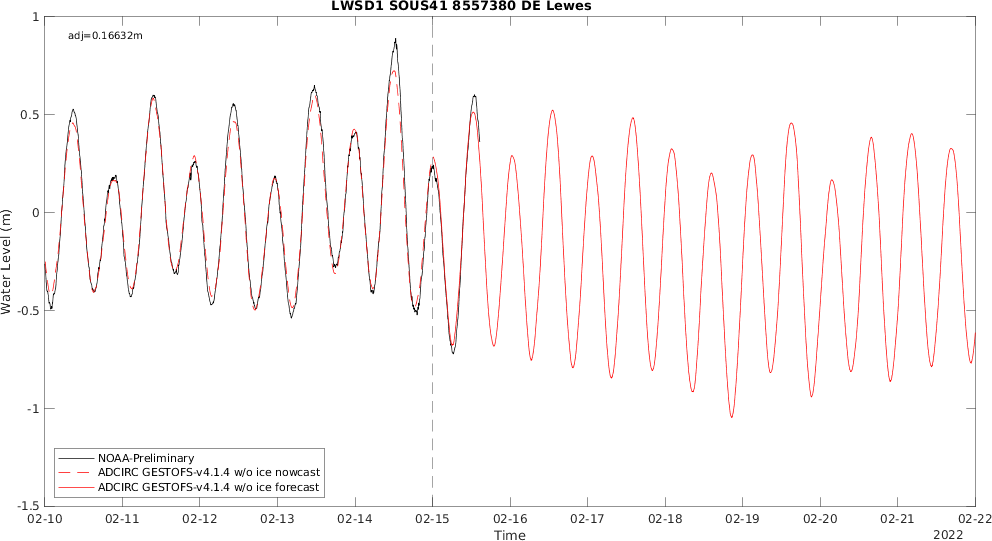 LWSD1 SOUS41 8557380 DE Lewes
adj=0.16632m
1
0.5
0
-0.5
-1
-1.5
Water Level (m)
NOAA-Preliminary
ADCIRC GESTOFS-v4.1.4 w/o ice nowcast
ADCIRC GESTOFS-v4.1.4 w/o ice forecast
02-10 02-11 02-12 02-13 02-14 02-15 02-16 02-17 02-18 02-19 02-20 02-21 02-22
Time
2022